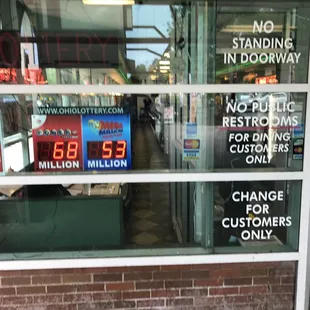 NO
STANDING
IN DOORWAY
WWW.OHIOLOTTERY.COM
NO PUBLIC
RESTROOMS
FOR DINING
CUSTOMERS
ONLY
68
MILLION
53
MILLION
CHANGE
FOR
CUSTOMERS
ONLY